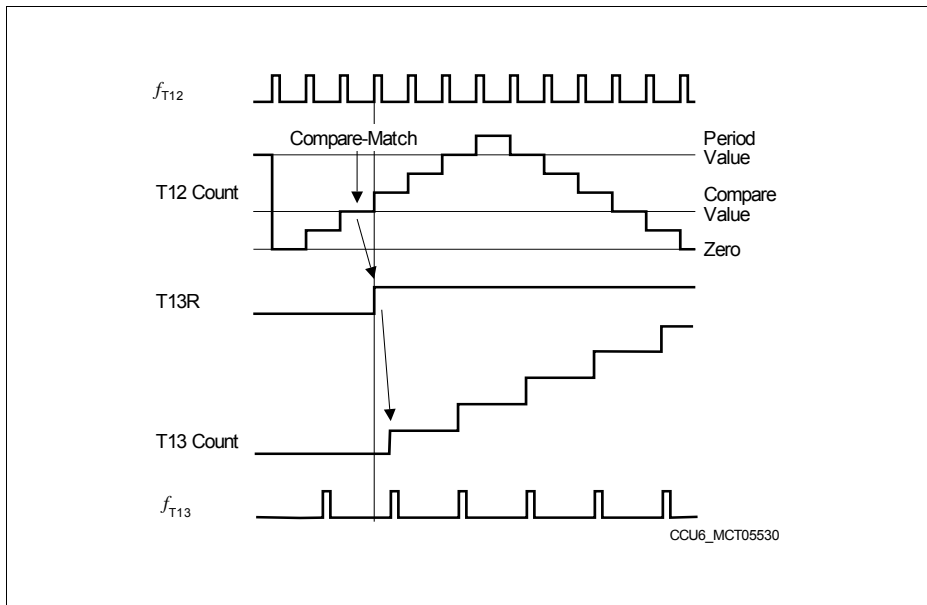 fT12
Compare-Match
Period
Value
T12 Count
Compare
Value
Zero
T13R
T13 Count
fT13
CCU6_MCT05530